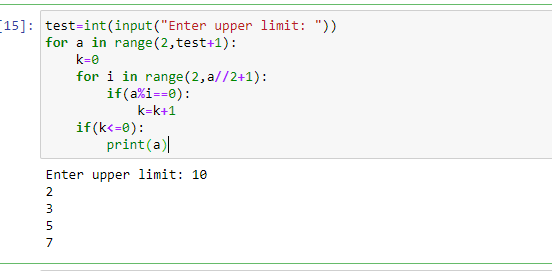 [15]: test=int(input("Enter upper limit: "))
for a in range(2,test+1):
    k=0
    for i in range(2,a//2+1):
        if(a%i==0):
            k=k+1
    if(k<=0):
        print(a)
Enter upper limit: 10
2
3
5
7